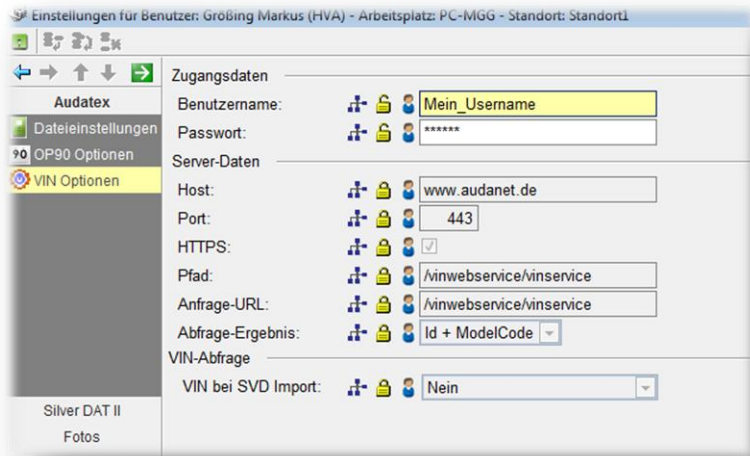 Einstellungen für Benutzer: Größing Markus (HVA) - Arbeitsplatz: PC-MGG - Standort: Standort1
Audatex
Dateieinstellungen
90 OP90 Optionen
VIN Optionen
Silver DAT II
Fotos
Zugangsdaten
Benutzername: Mein_Username
Passwort: ******
Server-Daten
Host: www.audanet.de
Port: 443
HTTPS:
Pfad: /vinwebservice/vinservice
Anfrage-URL: /vinwebservice/vinservice
Abfrage-Ergebnis: Id + ModelCode
VIN-Abfrage
VIN bei SVD Import: Nein